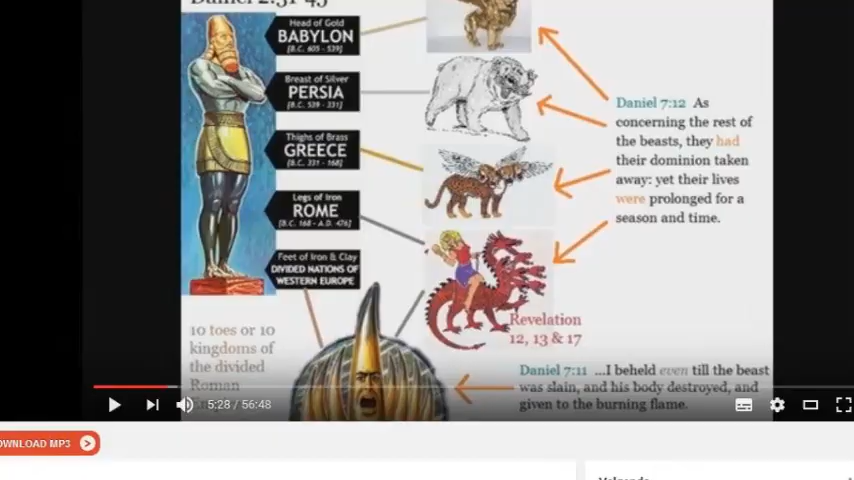 Head of Gold
BABYLON
[B.C. 605 - 539]
Breast of Silver
PERSIA
[B.C. 539 - 331]
Thighs of Brass
GREECE
[B.C. 331 - 168]
Legs of Iron
ROME
[B.C. 168 - A.D. 476]
Feet of Iron & Clay
DIVIDED NATIONS OF
WESTERN EUROPE
10 toes or 10
kingdoms of
the divided
Roman
Daniel 7:12 As
concerning the rest of
the beasts, they had
their dominion taken
away: yet their lives
were prolonged for a
season and time.
Revelation
12, 13 & 17
Daniel 7:11 ...I beheld even till the beast
was slain, and his body destroyed, and
given to the burning flame.
5:28 / 56:48
OWNLOAD MP3